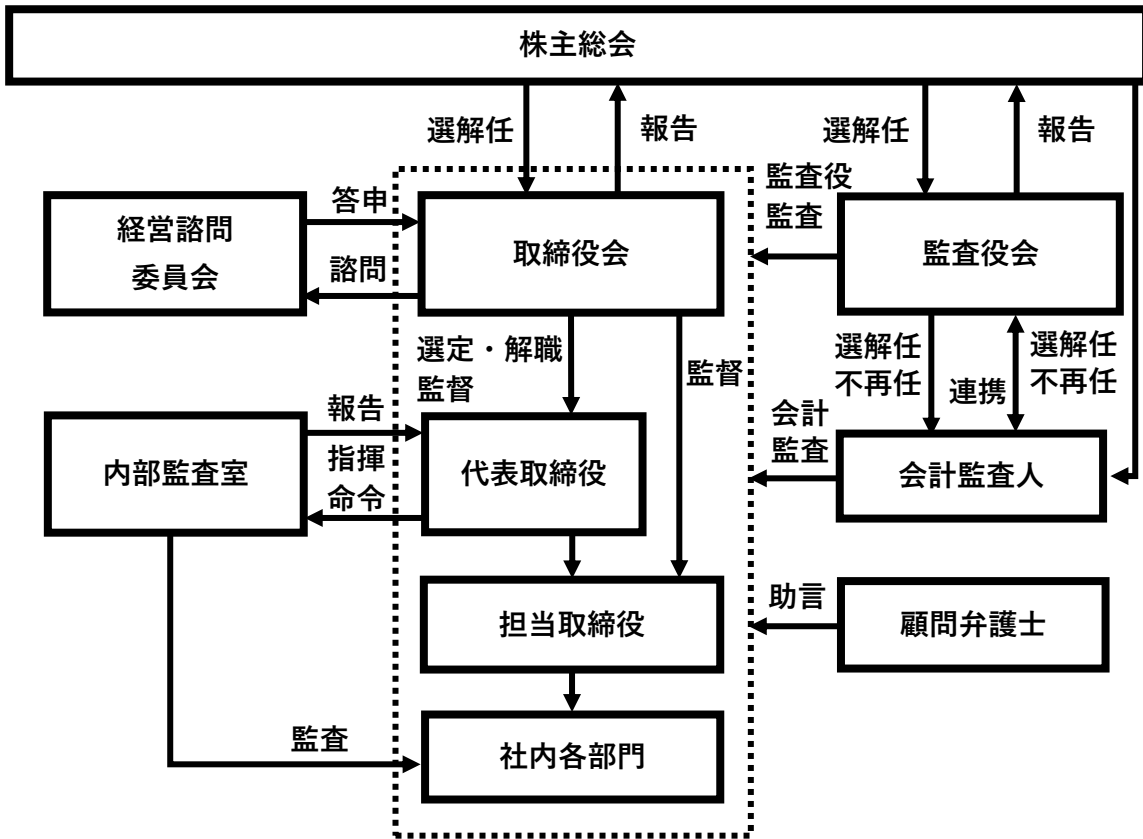 株主総会
選解任
報告
選解任
報告
監査役
監査
経営諮問
委員会
答申
諮問
取締役会
監査役会
選定・解職
監督
監督
選解任
不再任
連携
選解任
不再任
内部監査室
報告
指揮
命令
代表取締役
会計
監査
会計監査人
担当取締役
助言
顧問弁護士
監査
社内各部門